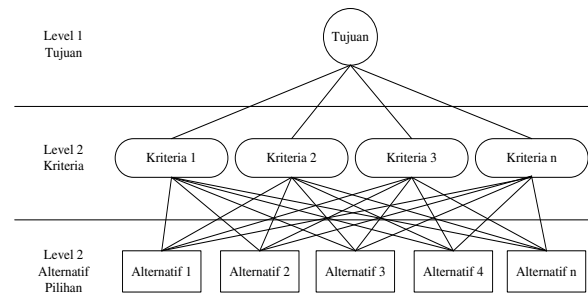 Level 1
Tujuan
Tujuan
Level 2
Kriteria
Kriteria 1
Kriteria 2
Kriteria 3
Kriteria n
Level 2
Alternatif
Pilihan
Alternatif 1
Alternatif 2
Alternatif 3
Alternatif 4
Alternatif n